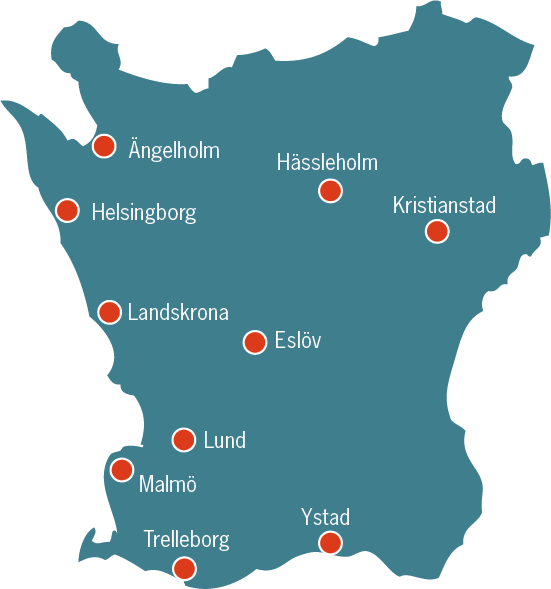 Ängelholm
Hässleholm
Kristianstad
Helsingborg
Landskrona
Eslöv
Lund
Malmö
Ystad
Trelleborg